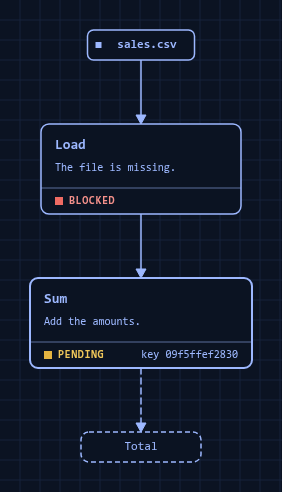 sales.csv
Load
The file is missing.
BLOCKED
Sum
Add the amounts.
PENDING key 09f5ffef2830
Total